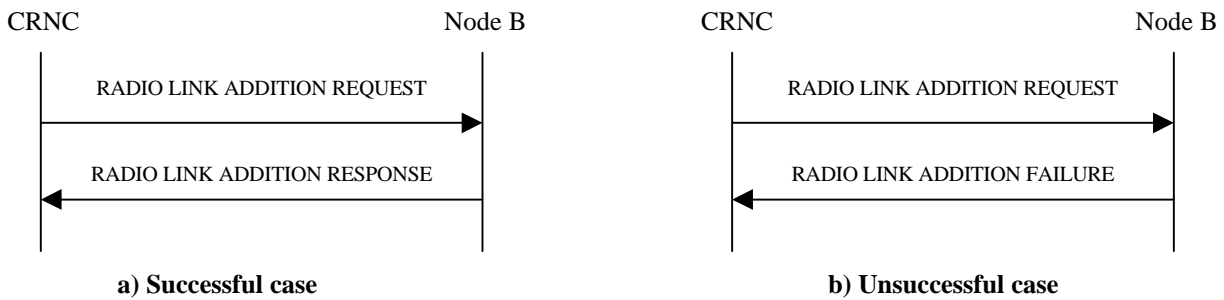 CRNC Node B
RADIO LINK ADDITION REQUEST
RADIO LINK ADDITION RESPONSE
a) Successful case
CRNC Node B
RADIO LINK ADDITION REQUEST
RADIO LINK ADDITION FAILURE
b) Unsuccessful case